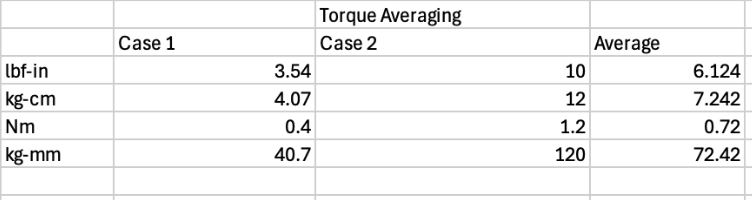 Torque Averaging
Case 1 Case 2 Average
lbf-in 3.54 10 6.124
kg-cm 4.07 12 7.242
Nm 0.4 1.2 0.72
kg-mm 40.7 120 72.42